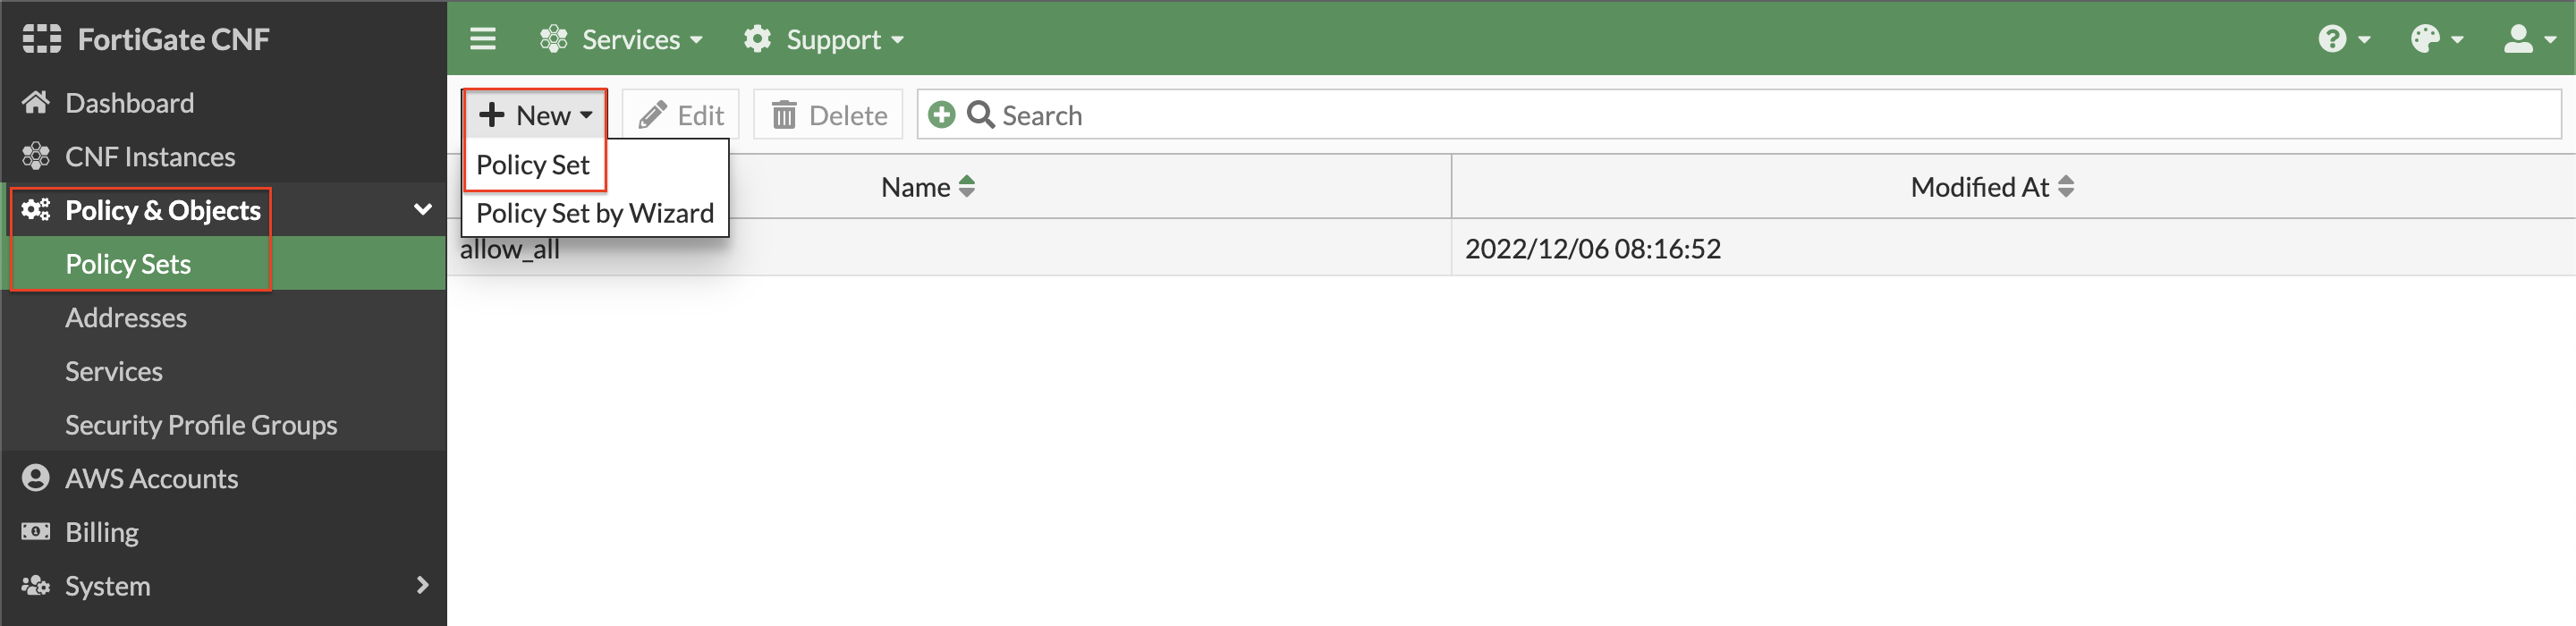 FortiGate CNF
Services
Support
Dashboard
CNF Instances
Policy & Objects
Policy Sets
Addresses
Services
Security Profile Groups
AWS Accounts
Billing
System
New
Edit
Delete
Search
Policy Set
Policy Set by Wizard
Name
Modified At
allow_all
2022/12/06 08:16:52